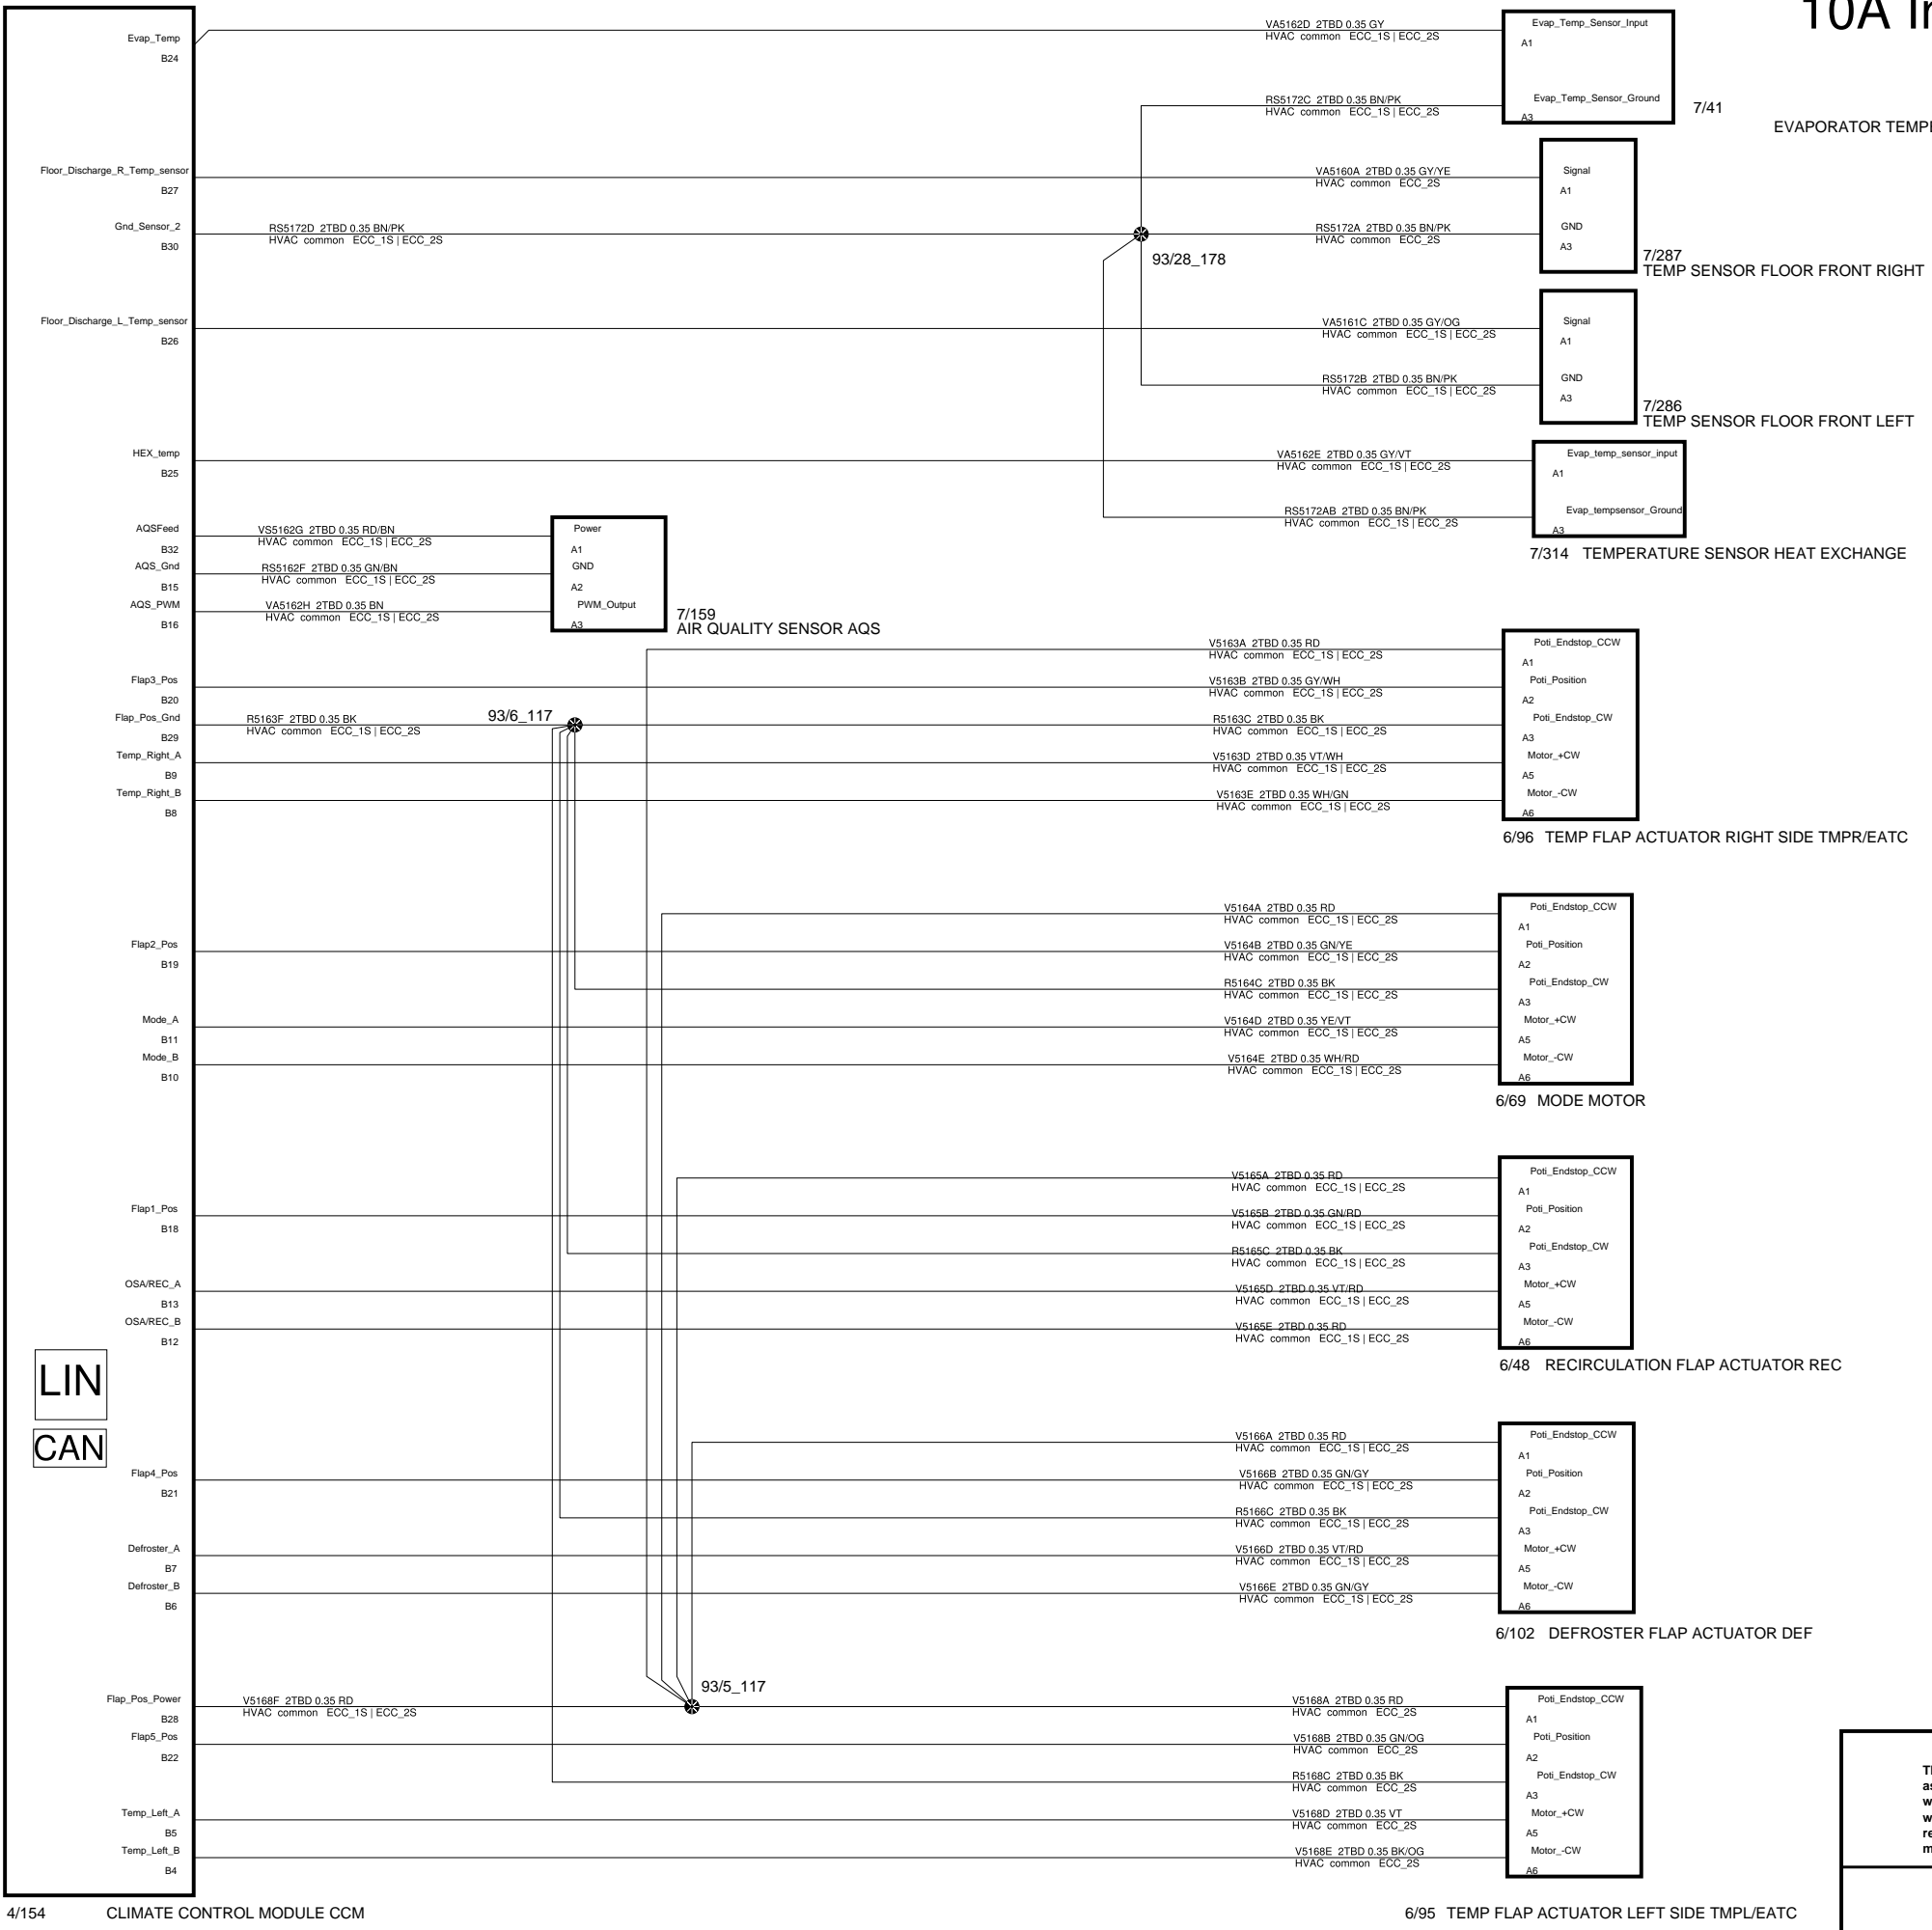 10A
Evap_Temp
B24
VA5162D 2TBD 0.35 GY
HVAC common ECC_1S | ECC_2S
Evap_Temp_Sensor_Input
A1
RS5172C 2TBD 0.35 BN/PK
HVAC common ECC_1S | ECC_2S
Evap_Temp_Sensor_Ground
A3
7/41
EVAPORATOR
Floor_Discharge_R_Temp_sensor
B27
VA5160A 2TBD 0.35 GY/YE
HVAC common ECC_2S
Signal
A1
Gnd_Sensor_2
B30
RS5172D 2TBD 0.35 BN/PK
HVAC common ECC_1S | ECC_2S
93/28_178
RS5172A 2TBD 0.35 BN/PK
HVAC common ECC_2S
GND
A3
7/287
TEMP SENSOR FLOOR FRONT RIGHT
Floor_Discharge_L_Temp_sensor
B26
VA5161C 2TBD 0.35 GY/OG
HVAC common ECC_1S | ECC_2S
Signal
A1
RS5172B 2TBD 0.35 BN/PK
HVAC common ECC_1S | ECC_2S
GND
A3
7/286
TEMP SENSOR FLOOR FRONT LEFT
HEX_temp
B25
VA5162E 2TBD 0.35 GY/VT
HVAC common ECC_1S | ECC_2S
Evap_temp_sensor_input
A1
RS5172AB 2TBD 0.35 BN/PK
HVAC common ECC_1S | ECC_2S
Evap_tempsensor_Ground
A3
7/314 TEMPERATURE SENSOR HEAT EXCHANGE
AQSFeed
B32
VS5162G 2TBD 0.35 RD/BN
HVAC common ECC_1S | ECC_2S
Power
A1
AQS_Gnd
B15
RS5162F 2TBD 0.35 GN/BN
HVAC common ECC_1S | ECC_2S
GND
A2
AQS_PWM
B16
VA5162H 2TBD 0.35 BN
HVAC common ECC_1S | ECC_2S
PWM_Output
A3
7/159
AIR QUALITY SENSOR AQS
V5163A 2TBD 0.35 RD
HVAC common ECC_1S | ECC_2S
Poti_Endstop_CCW
A1
Flap3_Pos
B20
V5163B 2TBD 0.35 GY/WH
HVAC common ECC_1S | ECC_2S
Poti_Position
A2
Flap_Pos_Gnd
B29
R5163F 2TBD 0.35 BK
HVAC common ECC_1S | ECC_2S
93/6_117
R5163C 2TBD 0.35 BK
HVAC common ECC_1S | ECC_2S
Poti_Endstop_CW
A3
Temp_Right_A
B9
V5163D 2TBD 0.35 VT/WH
HVAC common ECC_1S | ECC_2S
Motor_+CW
A5
Temp_Right_B
B8
V5163E 2TBD 0.35 WH/GN
HVAC common ECC_1S | ECC_2S
Motor_-CW
A6
6/96 TEMP FLAP ACTUATOR RIGHT SIDE TMPR/EATC
V5164A 2TBD 0.35 RD
HVAC common ECC_1S | ECC_2S
Poti_Endstop_CCW
A1
Flap2_Pos
B19
V5164B 2TBD 0.35 GN/YE
HVAC common ECC_1S | ECC_2S
Poti_Position
A2
R5164C 2TBD 0.35 BK
HVAC common ECC_1S | ECC_2S
Poti_Endstop_CW
A3
Mode_A
B11
V5164D 2TBD 0.35 YE/VT
HVAC common ECC_1S | ECC_2S
Motor_+CW
A5
Mode_B
B10
V5164E 2TBD 0.35 WH/RD
HVAC common ECC_1S | ECC_2S
Motor_-CW
A6
6/69 MODE MOTOR
V5165A 2TBD 0.35 RD
HVAC common ECC_1S | ECC_2S
Poti_Endstop_CCW
A1
Flap1_Pos
B18
V5165B 2TBD 0.35 GN/RD
HVAC common ECC_1S | ECC_2S
Poti_Position
A2
R5165C 2TBD 0.35 BK
HVAC common ECC_1S | ECC_2S
Poti_Endstop_CW
A3
OSA/REC_A
B13
V5165D 2TBD 0.35 VT/RD
HVAC common ECC_1S | ECC_2S
Motor_+CW
A5
OSA/REC_B
B12
V5165E 2TBD 0.35 RD
HVAC common ECC_1S | ECC_2S
Motor_-CW
A6
6/48 RECIRCULATION FLAP ACTUATOR REC
LIN
CAN
V5166A 2TBD 0.35 RD
HVAC common ECC_1S | ECC_2S
Poti_Endstop_CCW
A1
Flap4_Pos
B21
V5166B 2TBD 0.35 GN/GY
HVAC common ECC_1S | ECC_2S
Poti_Position
A2
R5166C 2TBD 0.35 BK
HVAC common ECC_1S | ECC_2S
Poti_Endstop_CW
A3
Defroster_A
B7
V5166D 2TBD 0.35 VT/RD
HVAC common ECC_1S | ECC_2S
Motor_+CW
A5
Defroster_B
B6
V5166E 2TBD 0.35 GN/GY
HVAC common ECC_1S | ECC_2S
Motor_-CW
A6
6/102 DEFROSTER FLAP ACTUATOR DEF
93/5_117
Flap_Pos_Power
B28
V5168F 2TBD 0.35 RD
HVAC common ECC_1S | ECC_2S
V5168A 2TBD 0.35 RD
HVAC common ECC_2S
Poti_Endstop_CCW
A1
Flap5_Pos
B22
V5168B 2TBD 0.35 GN/OG
HVAC common ECC_2S
Poti_Position
A2
R5168C 2TBD 0.35 BK
HVAC common ECC_2S
Poti_Endstop_CW
A3
Temp_Left_A
B5
V5168D 2TBD 0.35 VT
HVAC common ECC_2S
Motor_+CW
A5
Temp_Left_B
B4
V5168E 2TBD 0.35 BK/OG
HVAC common ECC_2S
Motor_-CW
A6
4/154 CLIMATE CONTROL MODULE CCM
6/95 TEMP FLAP ACTUATOR LEFT SIDE TMPL/EATC